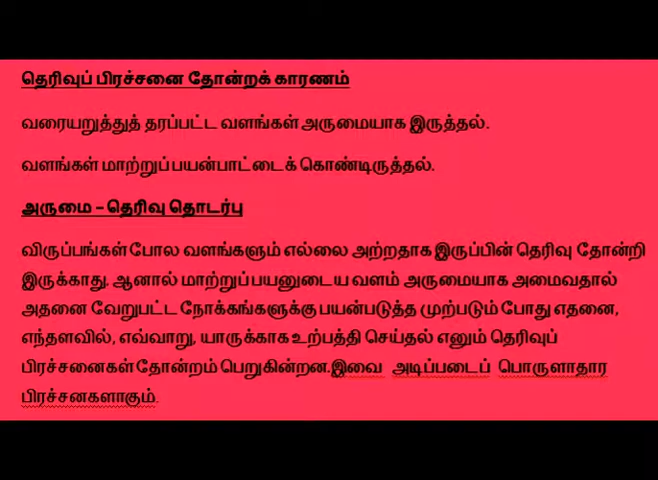 தெரிவுப் பிரச்சனை தோன்றக் காரணம்
வரையறுத்துத் தரப்பட்ட வளங்கள் அருமையாக இருத்தல்.
வளங்கள் மாற்றுப்பயன்பாட்டைக் கொண்டிருத்தல்.
அருமை – தெரிவு தொடர்பு
விருப்பங்கள் போல வளங்களும் எல்லை அற்றதாக இருப்பின் தெரிவு தோன்றி
இருக்காது. ஆனால் மாற்றுப்பயனுடைய வளம் அருமையாக அமைவதால்
அதனை வேறுபட்ட நோக்கங்களுக்கு பயன்படுத்த முற்படும் போது எதனை,
எந்தளவில், எவ்வாறு, யாருக்காக உற்பத்தி செய்தல் எனும் தெரிவுப்
பிரச்சனைகள் தோன்றம் பெறுகின்றன.இவை அடிப்படைப் பொருளாதார
பிரச்சனகளாகும்.